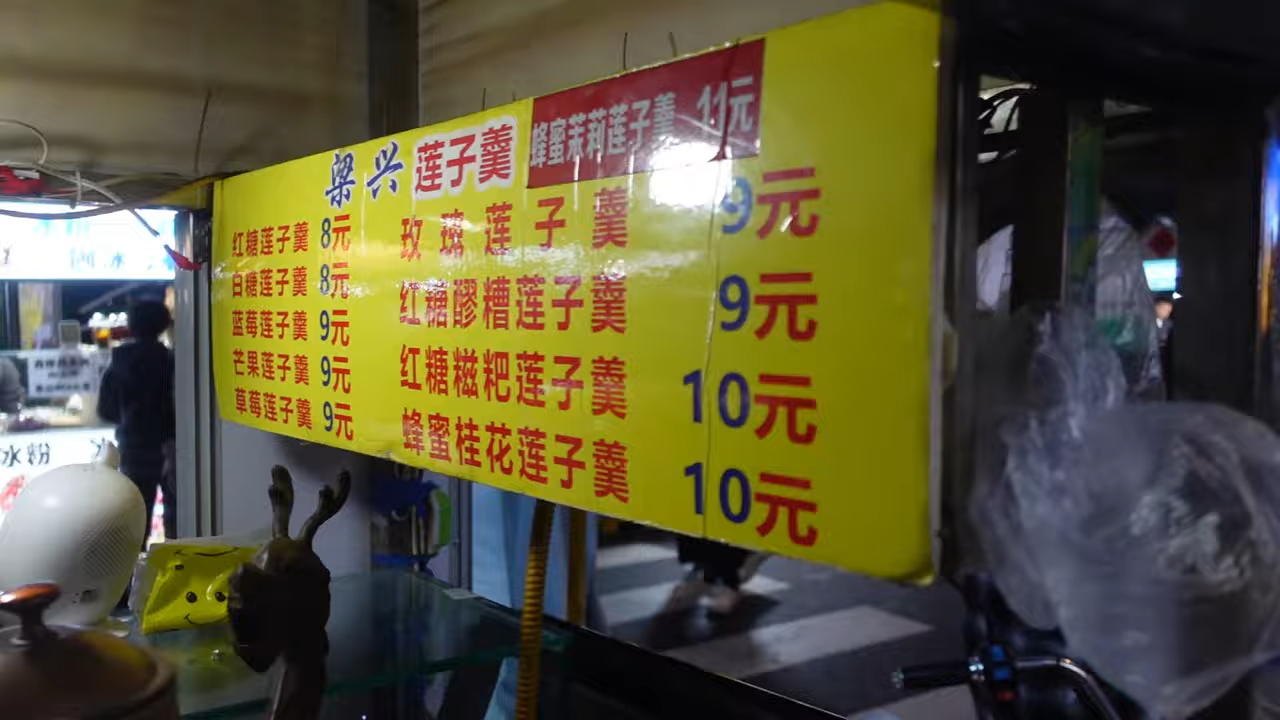 梁兴 莲子羹
蜂蜜茉莉莲子羹 11元
红糖莲子羹 8元
白糖莲子羹 8元
蓝莓莲子羹 9元
芒果莲子羹 9元
草莓莲子羹 9元
玫瑰莲子羹 9元
红糖醪糟莲子羹 9元
红糖糍粑莲子羹 10元
蜂蜜桂花莲子羹 10元
冰粉